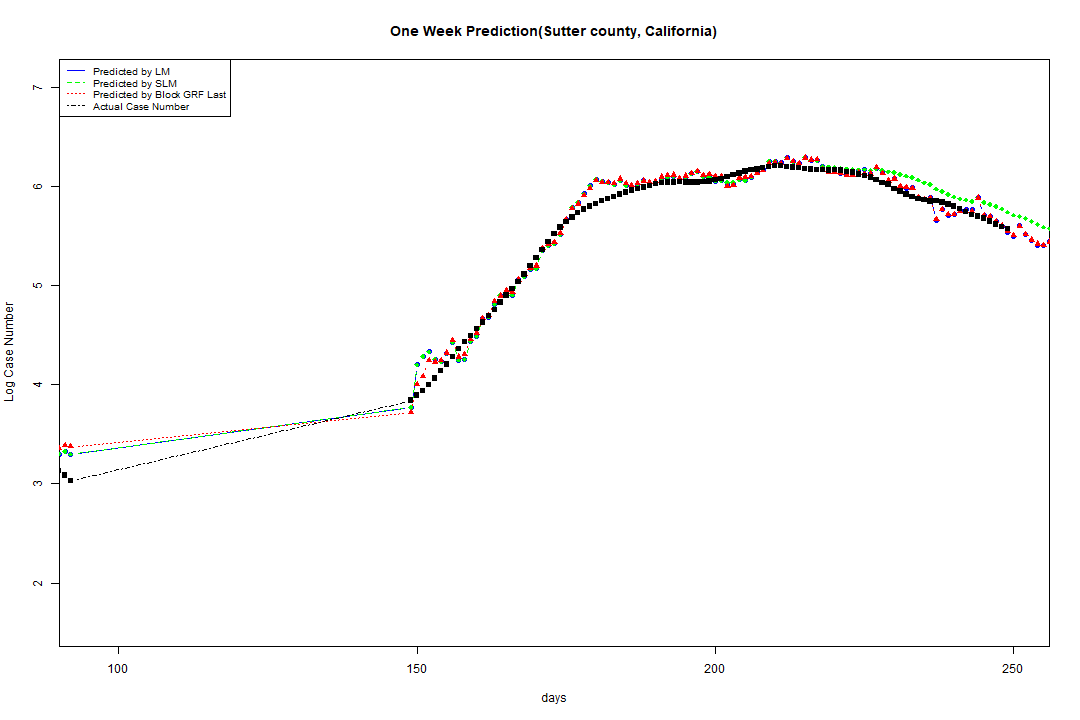 One Week Prediction(Sutter county, California)
Predicted by LM
Predicted by SLM
Predicted by Block GRF Last
Actual Case Number
7
6
5
4
3
2
Log Case Number
100 150 200 250
days